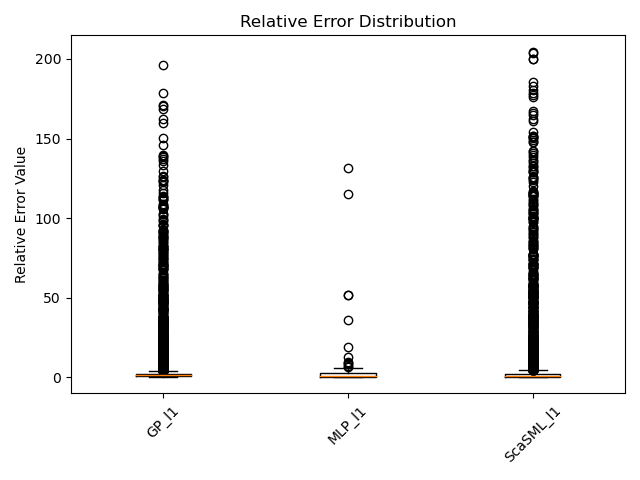 Relative Error Distribution
Relative Error Value
200
150
100
50
0
GP_l1
MLP_l1
ScaSML_l1